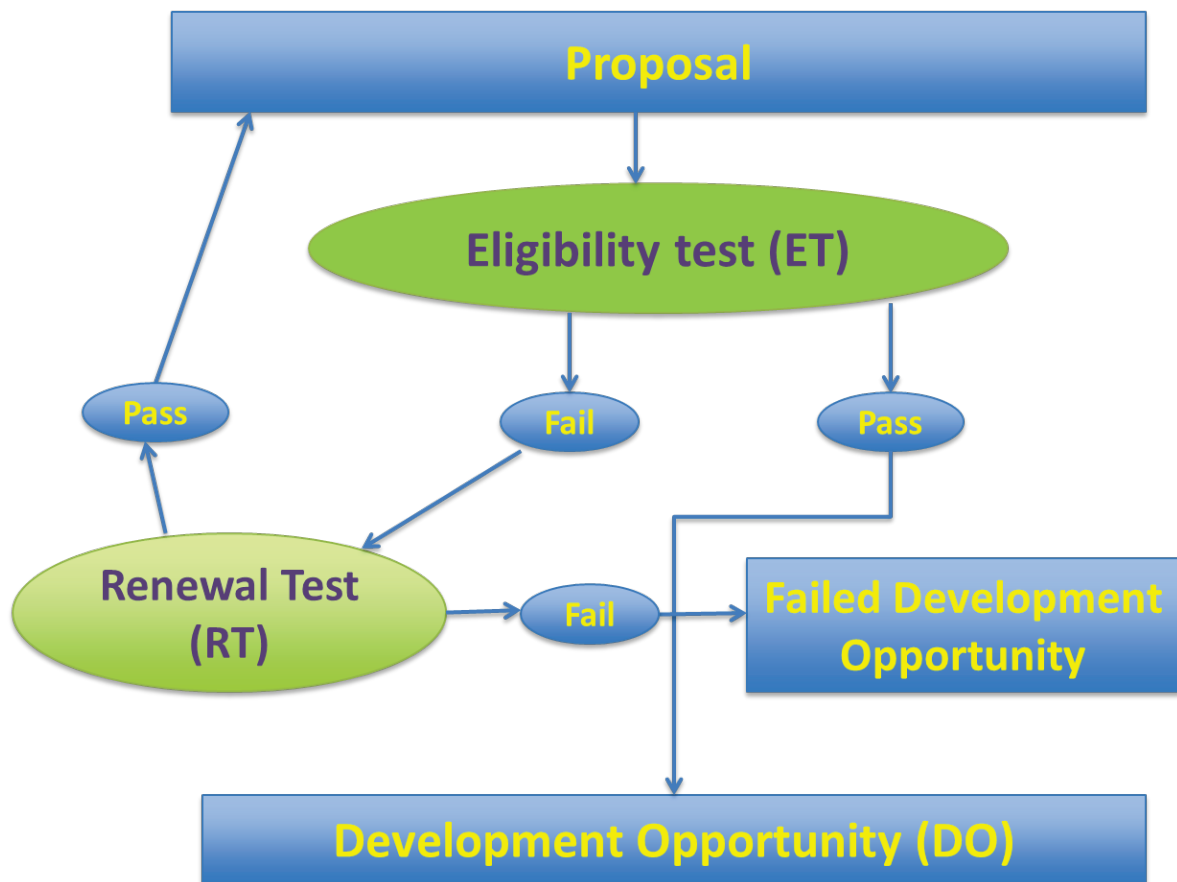 Proposal
Eligibility test (ET)
Pass
Fail
Pass
Renewal Test
(RT)
Fail
Failed Development
Opportunity
Development Opportunity (DO)